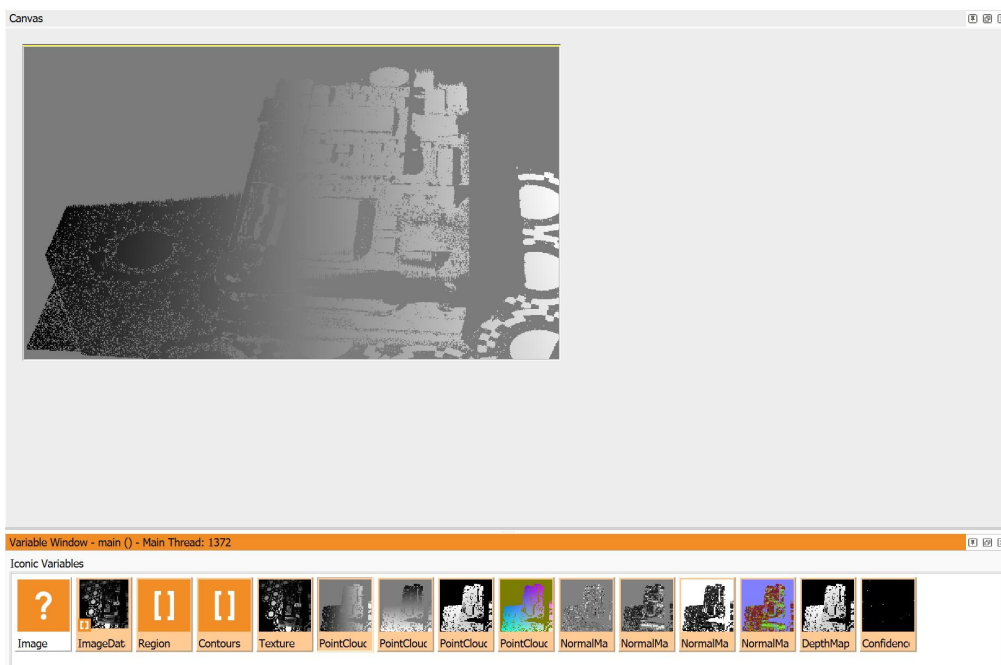 Canvas
Variable Window - main () - Main Thread: 1372
Iconic Variables
?
[ ]
[ ]
[ ]
Image
ImageDat
Region
Contours
Texture
PointClouc
PointClouc
PointClouc
PointClouc
NormalMa
NormalMa
NormalMa
NormalMa
DepthMap
Confidenc